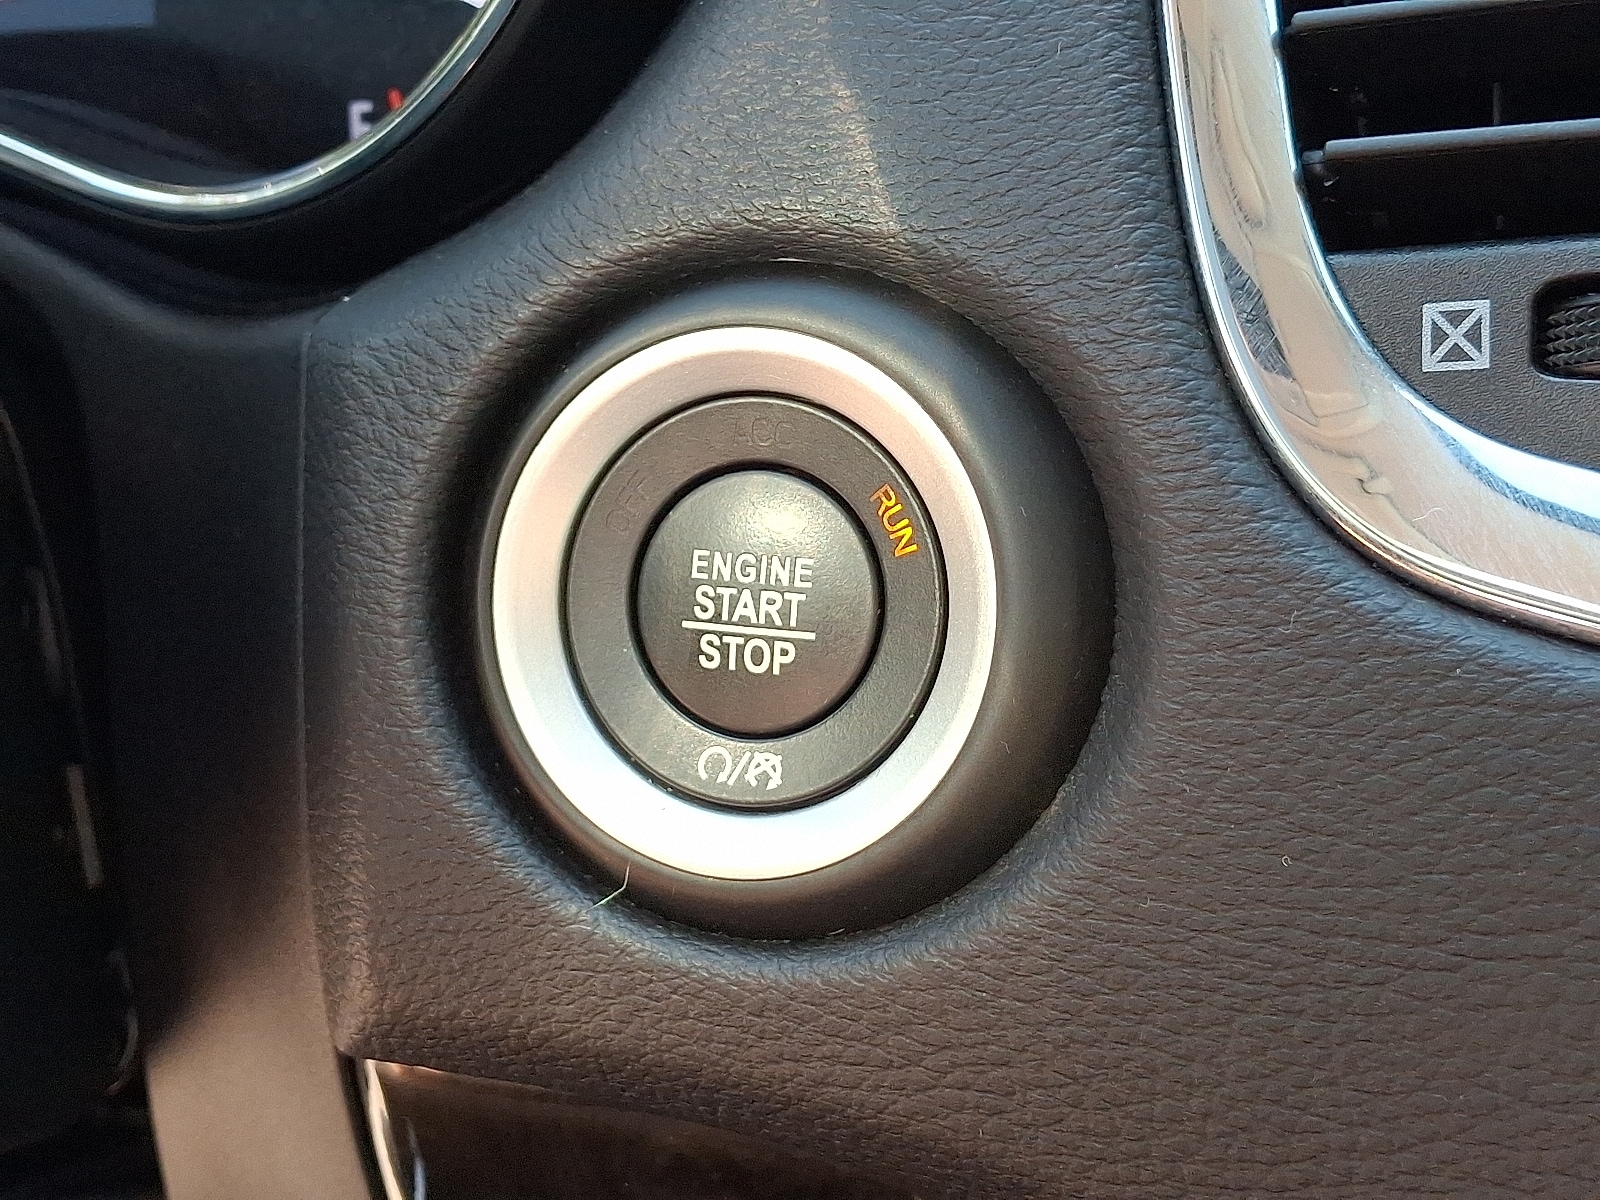 E
ACC
OFF
RUN
ENGINE
START
STOP